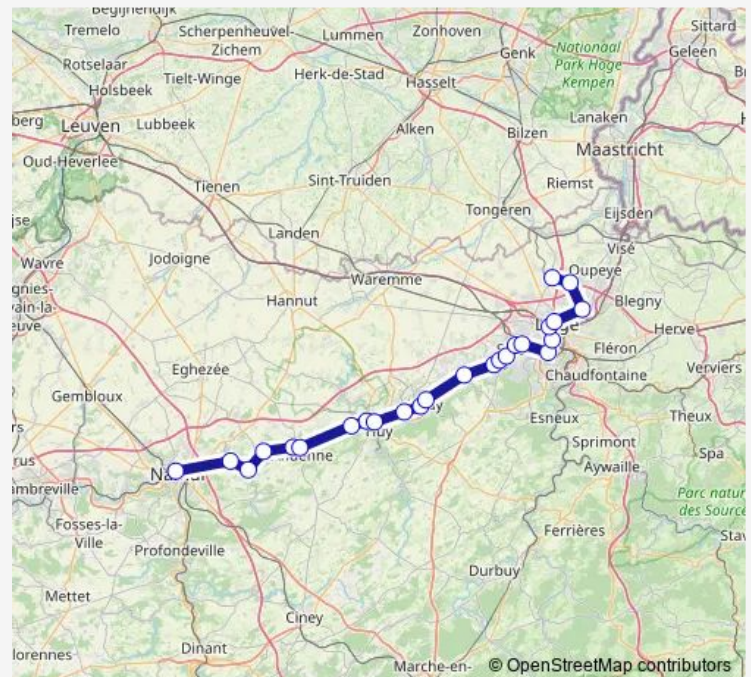 Begijnendijk
Tremelo
Scherpenheuvel-
Zichem
Lummen
Zonhoven
Sittard
Genk
Nationaal
Park Hoge
Kempen
Geleen
Rotselaar
Tielt-Winge
Herk-de-Stad
Hasselt
Holsbeek
Leuven
Lubbeek
Alken
Bilzen
Lanaken
Maastricht
Oud-Heverlee
Tienen
Sint-Truiden
Riemst
Tongeren
Eijsden
Landen
Visé
Wavre
Jodoigne
Waremme
Oupeye
Hannut
Blegny
Herve
Fléron
Verviers
Eghezée
Chaudfontaine
Gembloux
Huy
Esneux
Theux
Sprimont
Spa
Aywaille
Parc natur
des Source
Fosses-la-
Ville
Profondeville
Ferrières
Stav
Durbuy
Mettet
Ciney
Dinant
Marche-en-
© OpenStreetMap contributors